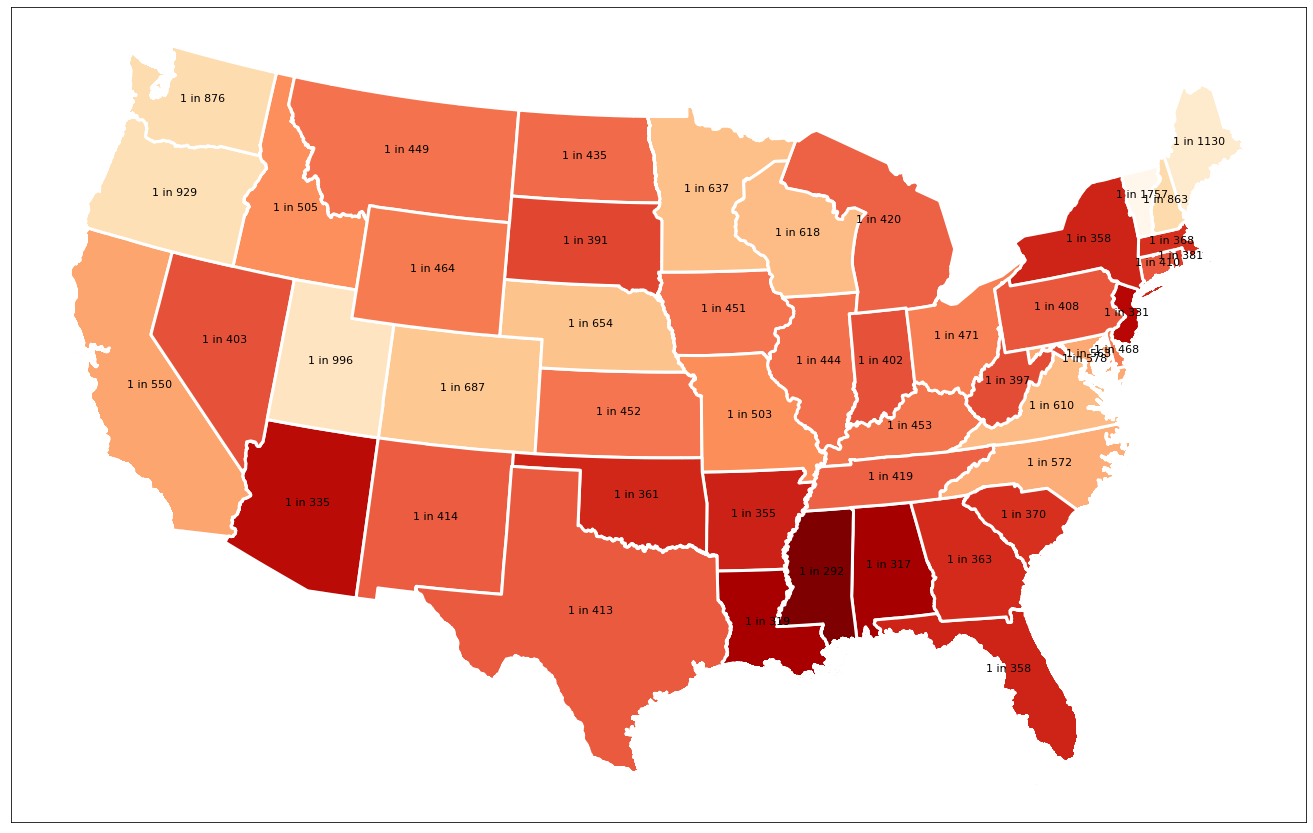 1 in 876
1 in 449
1 in 435
1 in 1130
1 in 929
1 in 505
1 in 637
1 in 1757
1 in 863
1 in 391
1 in 618
1 in 420
1 in 358
1 in 368
1 in 381
1 in 410
1 in 464
1 in 403
1 in 654
1 in 451
1 in 408
1 in 331
1 in 996
1 in 687
1 in 444
1 in 402
1 in 471
1 in 468
1 in 578
1 in 550
1 in 452
1 in 503
1 in 453
1 in 397
1 in 610
1 in 335
1 in 414
1 in 361
1 in 419
1 in 572
1 in 355
1 in 370
1 in 292
1 in 317
1 in 363
1 in 413
1 in 319
1 in 358